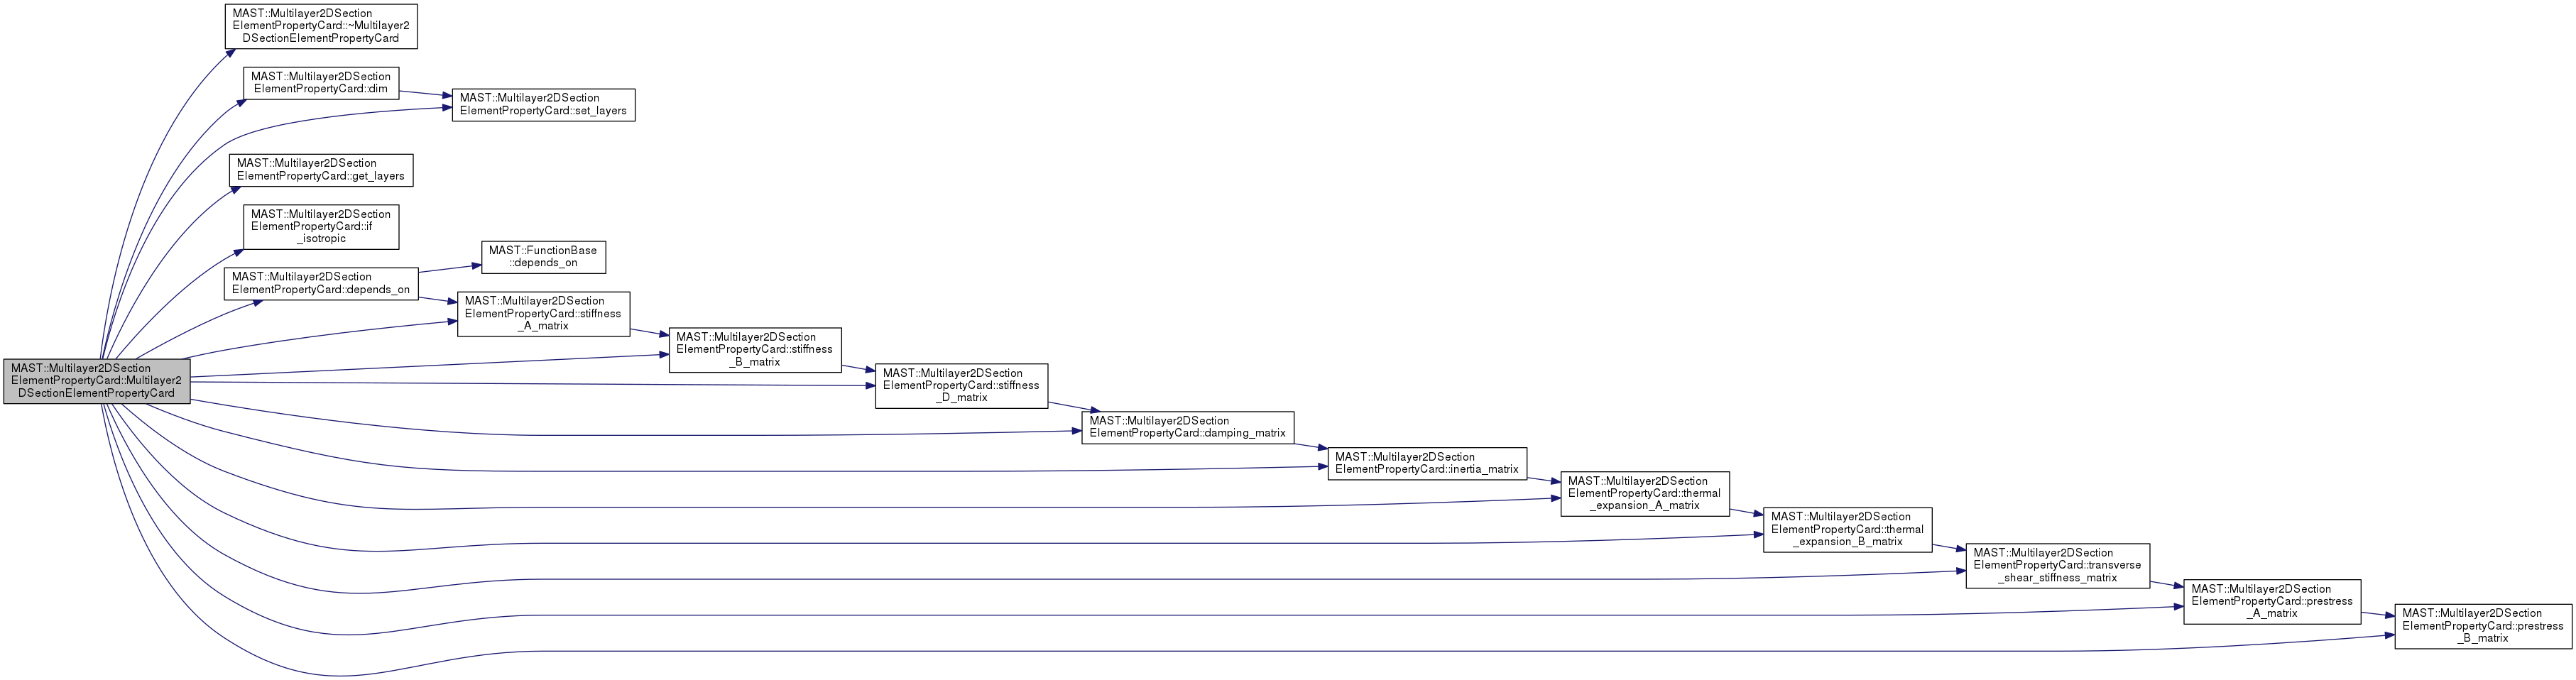 MAST::Multilayer2DSection
ElementPropertyCard::~Multilayer2
DSectionElementPropertyCard
MAST::Multilayer2DSection
ElementPropertyCard::dim
MAST::Multilayer2DSection
ElementPropertyCard::set_layers
MAST::Multilayer2DSection
ElementPropertyCard::get_layers
MAST::Multilayer2DSection
ElementPropertyCard::if
_isotropic
MAST::FunctionBase
::depends_on
MAST::Multilayer2DSection
ElementPropertyCard::depends_on
MAST::Multilayer2DSection
ElementPropertyCard::stiffness
_A_matrix
MAST::Multilayer2DSection
ElementPropertyCard::stiffness
_B_matrix
MAST::Multilayer2DSection
ElementPropertyCard::Multilayer2
DSectionElementPropertyCard
MAST::Multilayer2DSection
ElementPropertyCard::stiffness
_D_matrix
MAST::Multilayer2DSection
ElementPropertyCard::damping_matrix
MAST::Multilayer2DSection
ElementPropertyCard::inertia_matrix
MAST::Multilayer2DSection
ElementPropertyCard::thermal
_expansion_A_matrix
MAST::Multilayer2DSection
ElementPropertyCard::thermal
_expansion_B_matrix
MAST::Multilayer2DSection
ElementPropertyCard::transverse
_shear_stiffness_matrix
MAST::Multilayer2DSection
ElementPropertyCard::prestress
_A_matrix
MAST::Multilayer2DSection
ElementPropertyCard::prestress
_B_matrix